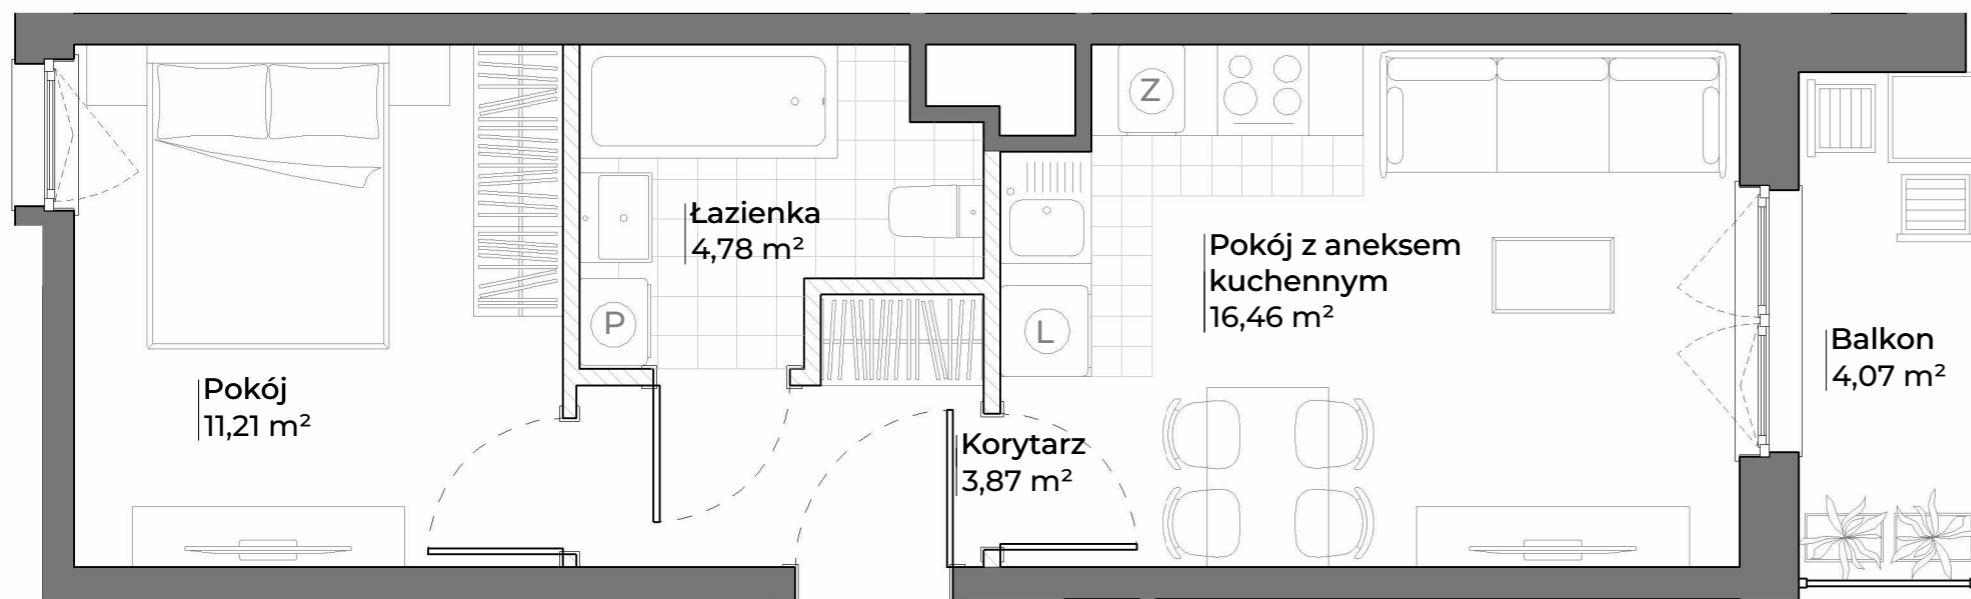 Z
Łazienka
4,78 m²
Pokój z aneksem
kuchennym
16,46 m²
P
L
Balkon
4,07 m²
Pokój
11,21 m²
Korytarz
3,87 m²